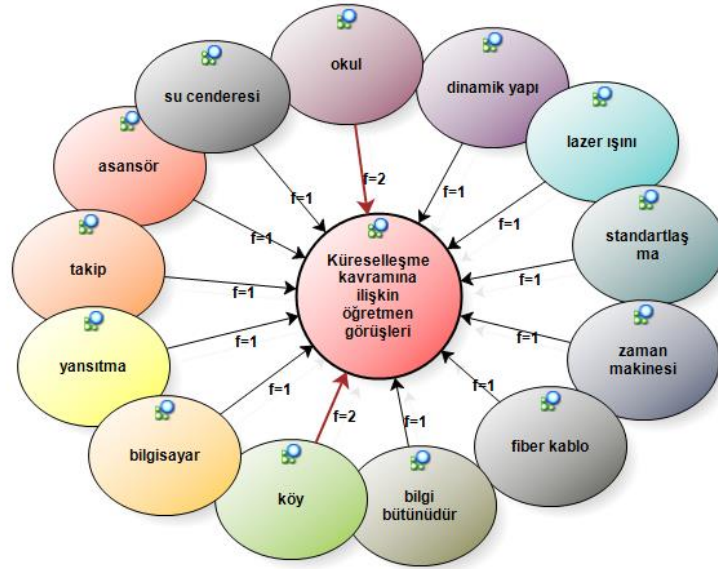 okul
f=2
dinamik yapı
f=1
lazer ışını
f=1
standartlaş
ma
f=1
zaman
makinesi
f=1
fiber kablo
f=1
bilgi
bütünüdür
f=1
köy
f=2
bilgisayar
f=1
yansıtma
f=1
takip
f=1
asansör
f=1
su cenderesi
f=1
Küreselleşme
kavramına
ilişkin
öğretmen
görüşleri